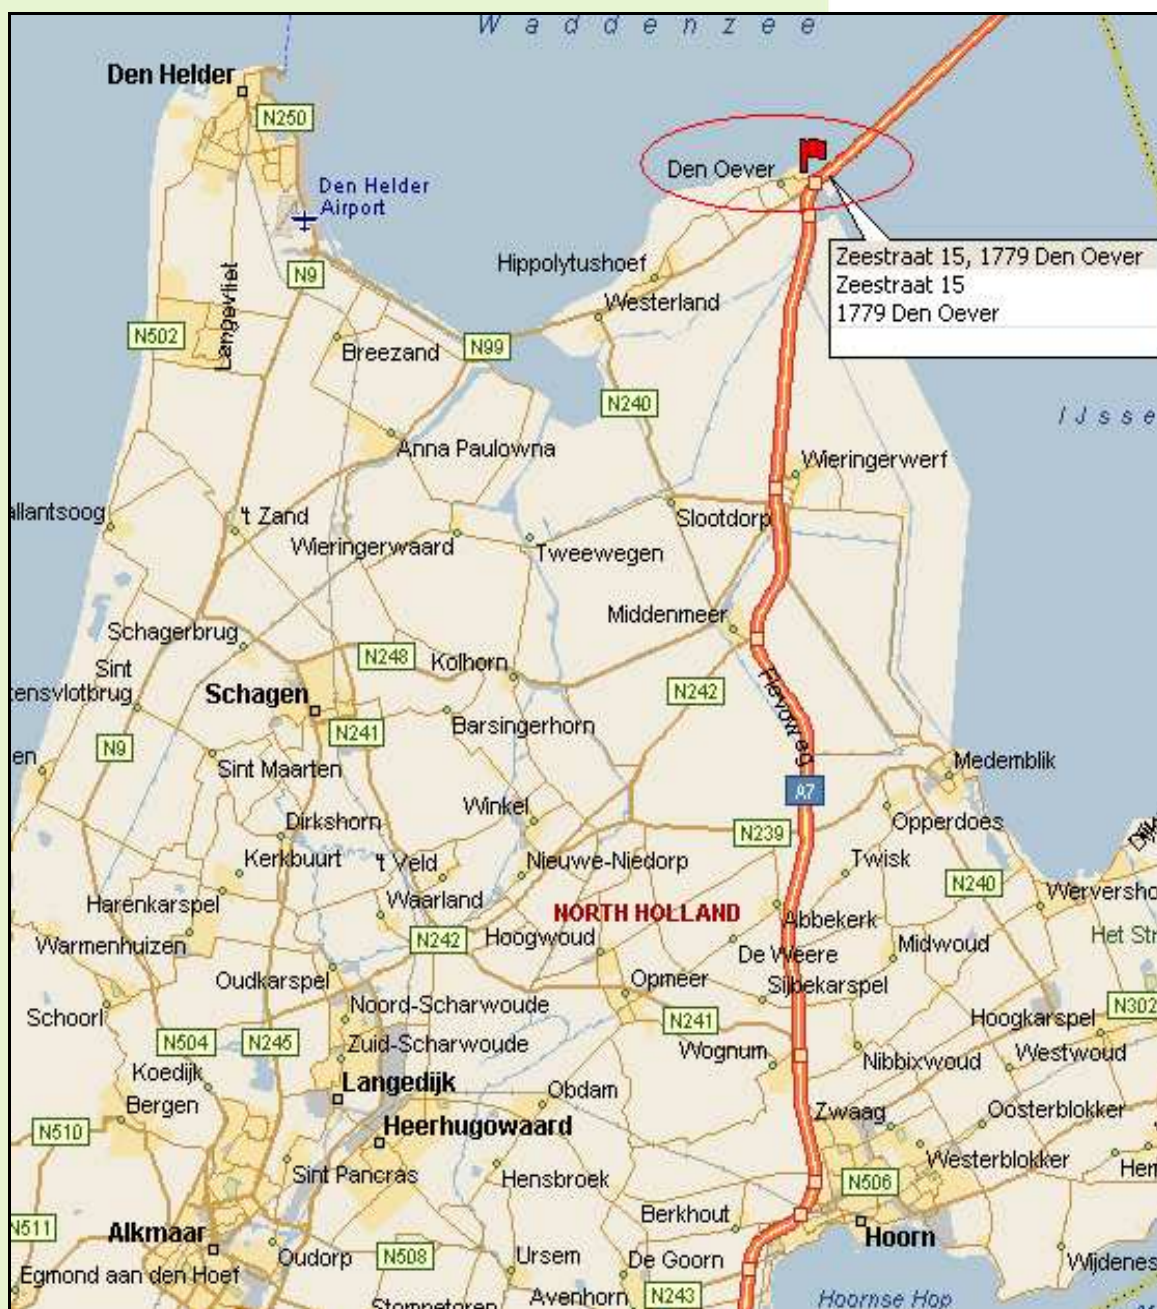 Waddenzee
Den Helder
N250
Den Oever
Den Helder
Airport
Zeestraat 15, 1779 Den Oever
Zeestraat 15
1779 Den Oever
Hippolytushoef
N9
Langevliet
Westerland
N502
Breezand
N99
N240
IJsse
Anna Paulowna
Wieringerwerf
allantsoog
't Zand
Slootdorp
Wieringerwaard
Tweewegen
Middenmeer
Schagerbrug
N248
Kolhorn
Sint
ensvlotbrug
N242
Schagen
Flevoweg
N241
Barsingerhorn
N9
en
Sint Maarten
Medemblik
A7
Winkel
Dirkshorn
N239
Opperdoes
Kerkbuurt
't Veld
Nieuwe-Niedorp
Twisk
N240
Werversho
Harenkarspel
Waarland
NORTH HOLLAND
Abbekerk
Warmenhuizen
N242
Hoogwoud
De Weere
Midwoud
Het Str
Oudkarspel
Opmeer
Sijbekarspel
Schoorl
Noord-Scharwoude
N302
N241
Hoogkarspel
N504
N245
Zuid-Scharwoude
Wognum
Nibbixwoud
Westwoud
Koedijk
Langedijk
Obdam
Bergen
Zwaag
Oosterblokker
N510
Heerhugowaard
Westerblokker
Sint Pancras
Hensbroek
N506
Hem
N511
Alkmaar
Berkhout
Hoorn
Oudorp
N508
Ursem
De Goorn
Wijdenes
Egmond aan den Hoef
Stompetoren
Avenhorn
N243
Hoornse Hop